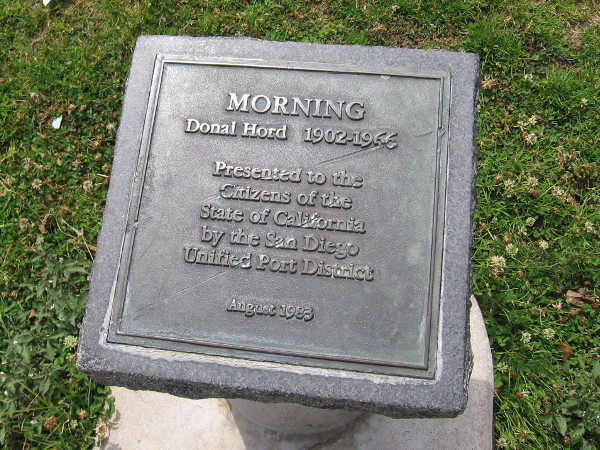 MORNING
Donal Hord 1902-1966
Presented to the
Citizens of the
State of California
by the San Diego
Unified Port District
August 1983